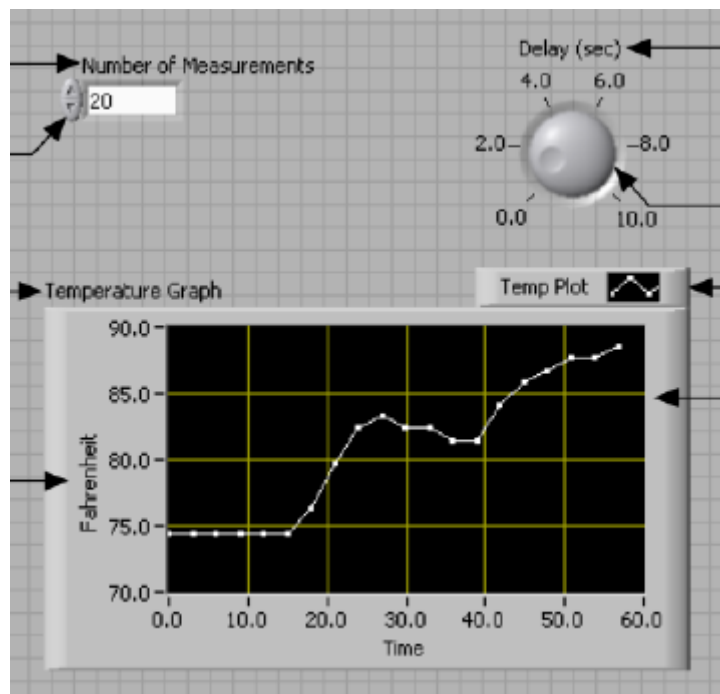 Number of Measurements
20
Delay (sec)
4.0 6.0
2.0 8.0
0.0 10.0
Temperature Graph
Temp Plot
90.0
85.0
80.0
75.0
70.0
Fahrenheit
0.0 10.0 20.0 30.0 40.0 50.0 60.0
Time